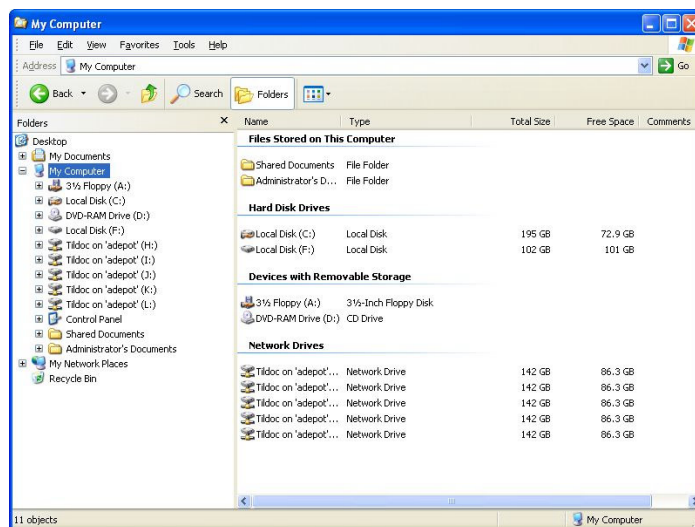 My Computer
File Edit View Favorites Tools Help
Address My Computer Go
Back Search Folders
Folders
Desktop
My Documents
My Computer
3½ Floppy (A:)
Local Disk (C:)
DVD-RAM Drive (D:)
Local Disk (F:)
Tildoc on 'adepot' (H:)
Tildoc on 'adepot' (I:)
Tildoc on 'adepot' (J:)
Tildoc on 'adepot' (K:)
Tildoc on 'adepot' (L:)
Control Panel
Shared Documents
Administrator's Documents
My Network Places
Recycle Bin
Name Type Total Size Free Space Comments
Files Stored on This Computer
Shared Documents File Folder
Administrator's D... File Folder
Hard Disk Drives
Local Disk (C:) Local Disk 195 GB 72.9 GB
Local Disk (F:) Local Disk 102 GB 101 GB
Devices with Removable Storage
3½ Floppy (A:) 3½-Inch Floppy Disk
DVD-RAM Drive (D:) CD Drive
Network Drives
Tildoc on 'adepot'... Network Drive 142 GB 86.3 GB
Tildoc on 'adepot'... Network Drive 142 GB 86.3 GB
Tildoc on 'adepot'... Network Drive 142 GB 86.3 GB
Tildoc on 'adepot'... Network Drive 142 GB 86.3 GB
Tildoc on 'adepot'... Network Drive 142 GB 86.3 GB
11 objects My Computer